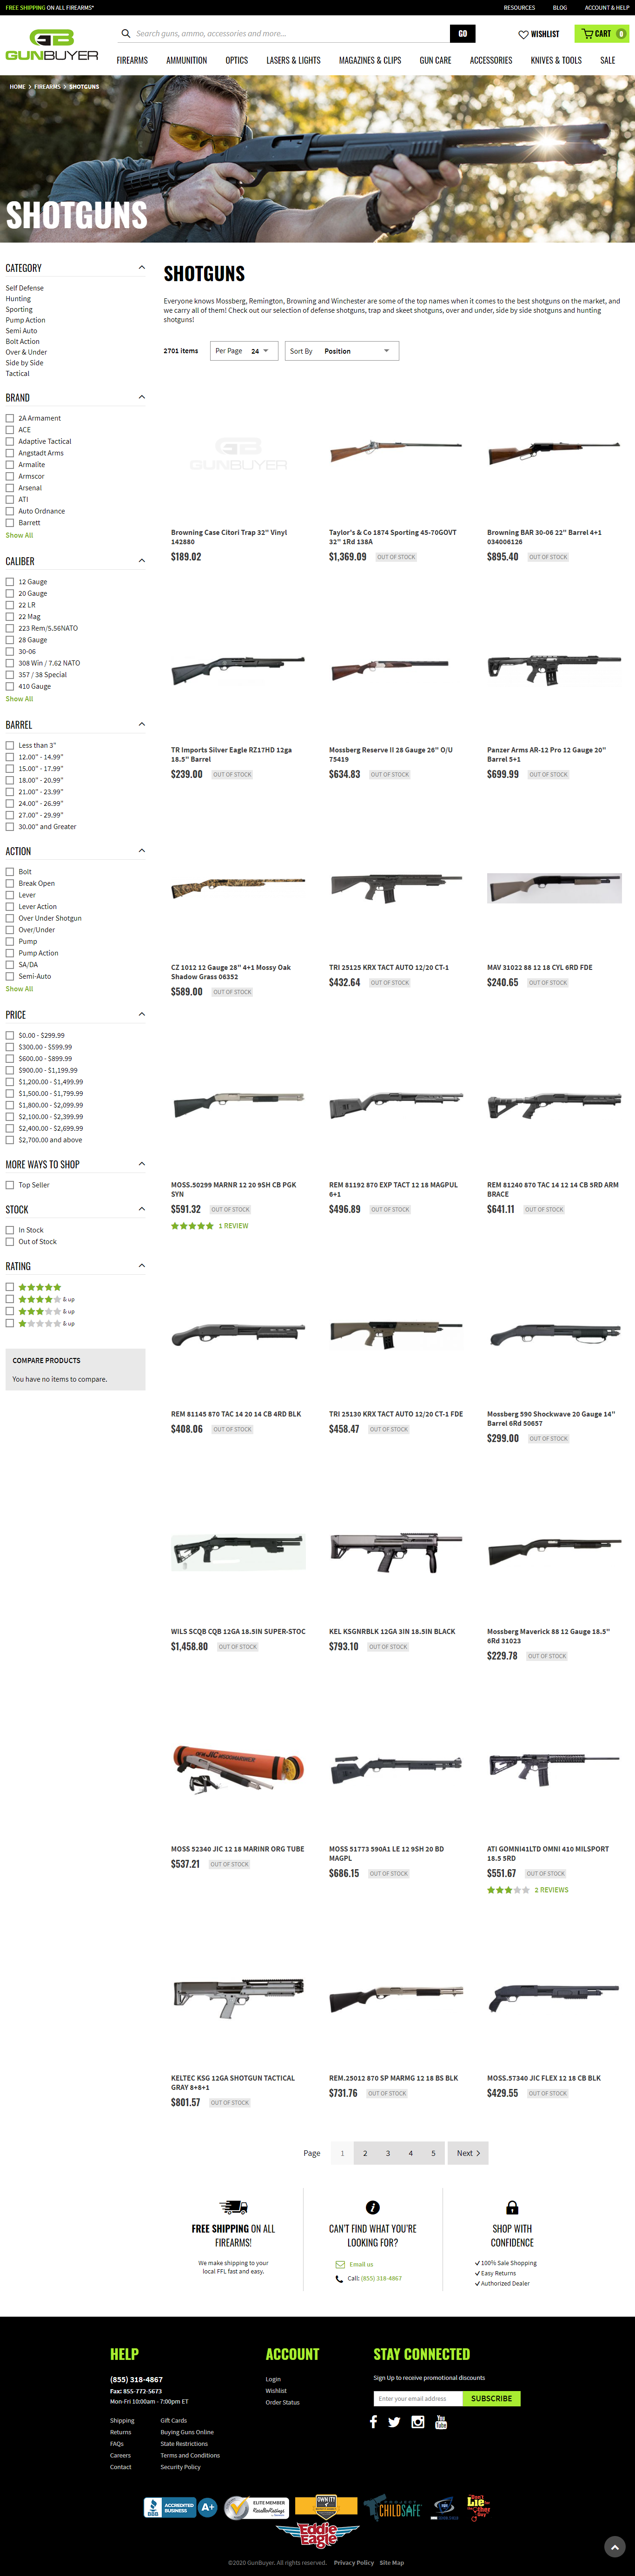 FREE SHIPPING ON ALL FIREARMS*
RESOURCES BLOG ACCOUNT & HELP
GB
GUNBUYER
Search guns, ammo, accessories and more...
GO
WISHLIST
CART 0
FIREARMS AMMUNITION OPTICS LASERS & LIGHTS MAGAZINES & CLIPS GUN CARE ACCESSORIES KNIVES & TOOLS SALE
HOME > FIREARMS > SHOTGUNS
SHOTGUNS
CATEGORY
Self Defense
Hunting
Sporting
Pump Action
Semi Auto
Bolt Action
Over & Under
Side by Side
Tactical
BRAND
2A Armament
ACE
Adaptive Tactical
Angstadt Arms
Armalite
Armscor
Arsenal
ATI
Auto Ordnance
Barrett
Show All
CALIBER
12 Gauge
20 Gauge
22 LR
22 Mag
223 Rem/5.56NATO
28 Gauge
30-06
308 Win / 7.62 NATO
357 / 38 Special
410 Gauge
Show All
BARREL
Less than 3"
12.00" - 14.99"
15.00" - 17.99"
18.00" - 20.99"
21.00" - 23.99"
24.00" - 26.99"
27.00" - 29.99"
30.00" and Greater
ACTION
Bolt
Break Open
Lever
Lever Action
Over Under Shotgun
Over/Under
Pump
Pump Action
SA/DA
Semi-Auto
Show All
PRICE
$0.00 - $299.99
$300.00 - $599.99
$600.00 - $899.99
$900.00 - $1,199.99
$1,200.00 - $1,499.99
$1,500.00 - $1,799.99
$1,800.00 - $2,099.99
$2,100.00 - $2,399.99
$2,400.00 - $2,699.99
$2,700.00 and above
MORE WAYS TO SHOP
Top Seller
STOCK
In Stock
Out of Stock
RATING
& up
& up
& up
COMPARE PRODUCTS
You have no items to compare.
SHOTGUNS
Everyone knows Mossberg, Remington, Browning and Winchester are some of the top names when it comes to the best shotguns on the market, and
we carry all of them! Check out our selection of defense shotguns, trap and skeet shotguns, over and under, side by side shotguns and hunting
shotguns!
2701 items
Per Page 24
Sort By Position
GB
GUNBUYER
Browning Case Citori Trap 32" Vinyl
142880
$189.02
Taylor's & Co 1874 Sporting 45-70GOVT
32" 1Rd 138A
$1,369.09 OUT OF STOCK
Browning BAR 30-06 22" Barrel 4+1
034006126
$895.40 OUT OF STOCK
TR Imports Silver Eagle RZ17HD 12ga
18.5" Barrel
$239.00 OUT OF STOCK
Mossberg Reserve II 28 Gauge 26" O/U
75419
$634.83 OUT OF STOCK
Panzer Arms AR-12 Pro 12 Gauge 20"
Barrel 5+1
$699.99 OUT OF STOCK
CZ 1012 12 Gauge 28" 4+1 Mossy Oak
Shadow Grass 06352
$589.00 OUT OF STOCK
TRI 25125 KRX TACT AUTO 12/20 CT-1
$432.64 OUT OF STOCK
MAV 31022 88 12 18 CYL 6RD FDE
$240.65 OUT OF STOCK
MOSS.50299 MARNR 12 20 9SH CB PGK
SYN
$591.32 OUT OF STOCK
1 REVIEW
REM 81192 870 EXP TACT 12 18 MAGPUL
6+1
$496.89 OUT OF STOCK
REM 81240 870 TAC 14 12 14 CB 5RD ARM
BRACE
$641.11 OUT OF STOCK
REM 81145 870 TAC 14 20 14 CB 4RD BLK
$408.06 OUT OF STOCK
TRI 25130 KRX TACT AUTO 12/20 CT-1 FDE
$458.47 OUT OF STOCK
Mossberg 590 Shockwave 20 Gauge 14"
Barrel 6Rd 50657
$299.00 OUT OF STOCK
WILS SCQB CQB 12GA 18.5IN SUPER-STOC
$1,458.80 OUT OF STOCK
KEL KSGNRBLK 12GA 3IN 18.5IN BLACK
$793.10 OUT OF STOCK
Mossberg Maverick 88 12 Gauge 18.5"
6Rd 31023
$229.78 OUT OF STOCK
MOSS 52340 JIC 12 18 MARINR ORG TUBE
$537.21 OUT OF STOCK
MOSS 51773 590A1 LE 12 9SH 20 BD
MAGPL
$686.15 OUT OF STOCK
ATI GOMNI41LTD OMNI 410 MILSPORT
18.5 5RD
$551.67 OUT OF STOCK
2 REVIEWS
KELTEC KSG 12GA SHOTGUN TACTICAL
GRAY 8+8+1
$801.57 OUT OF STOCK
REM.25012 870 SP MARMG 12 18 BS BLK
$731.76 OUT OF STOCK
MOSS.57340 JIC FLEX 12 18 CB BLK
$429.55 OUT OF STOCK
Page 1 2 3 4 5 Next >
FREE SHIPPING ON ALL
FIREARMS!
We make shipping to your
local FFL fast and easy.
CAN'T FIND WHAT YOU'RE
LOOKING FOR?
Email us
Call: (855) 318-4867
SHOP WITH
CONFIDENCE
100% Sale Shopping
Easy Returns
Authorized Dealer
HELP
(855) 318-4867
Fax: 855-772-5673
Mon-Fri 10:00am - 7:00pm ET
Shipping
Returns
FAQs
Careers
Contact
Gift Cards
Buying Guns Online
State Restrictions
Terms and Conditions
Security Policy
ACCOUNT
Login
Wishlist
Order Status
STAY CONNECTED
Sign Up to receive promotional discounts
Enter your email address
SUBSCRIBE
You
Tube
BBB
ACCREDITED
BUSINESS
A+
ELITE MEMBER
ResellerRatings
OWN IT
CHILDSAFE
Don't
Lie for
the Other
Guy
Eddie
Eagle
©2020 GunBuyer. All rights reserved. Privacy Policy Site Map